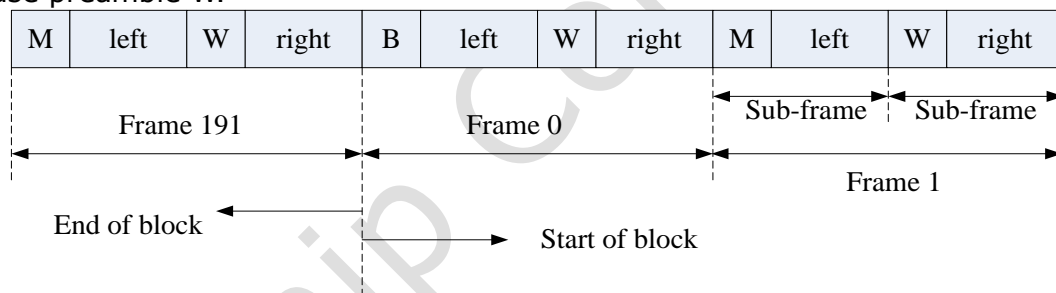 use preamble W.
M left W right B left W right M left W right
Sub-frame Sub-frame
Frame 191 Frame 0
Frame 1
End of block Start of block